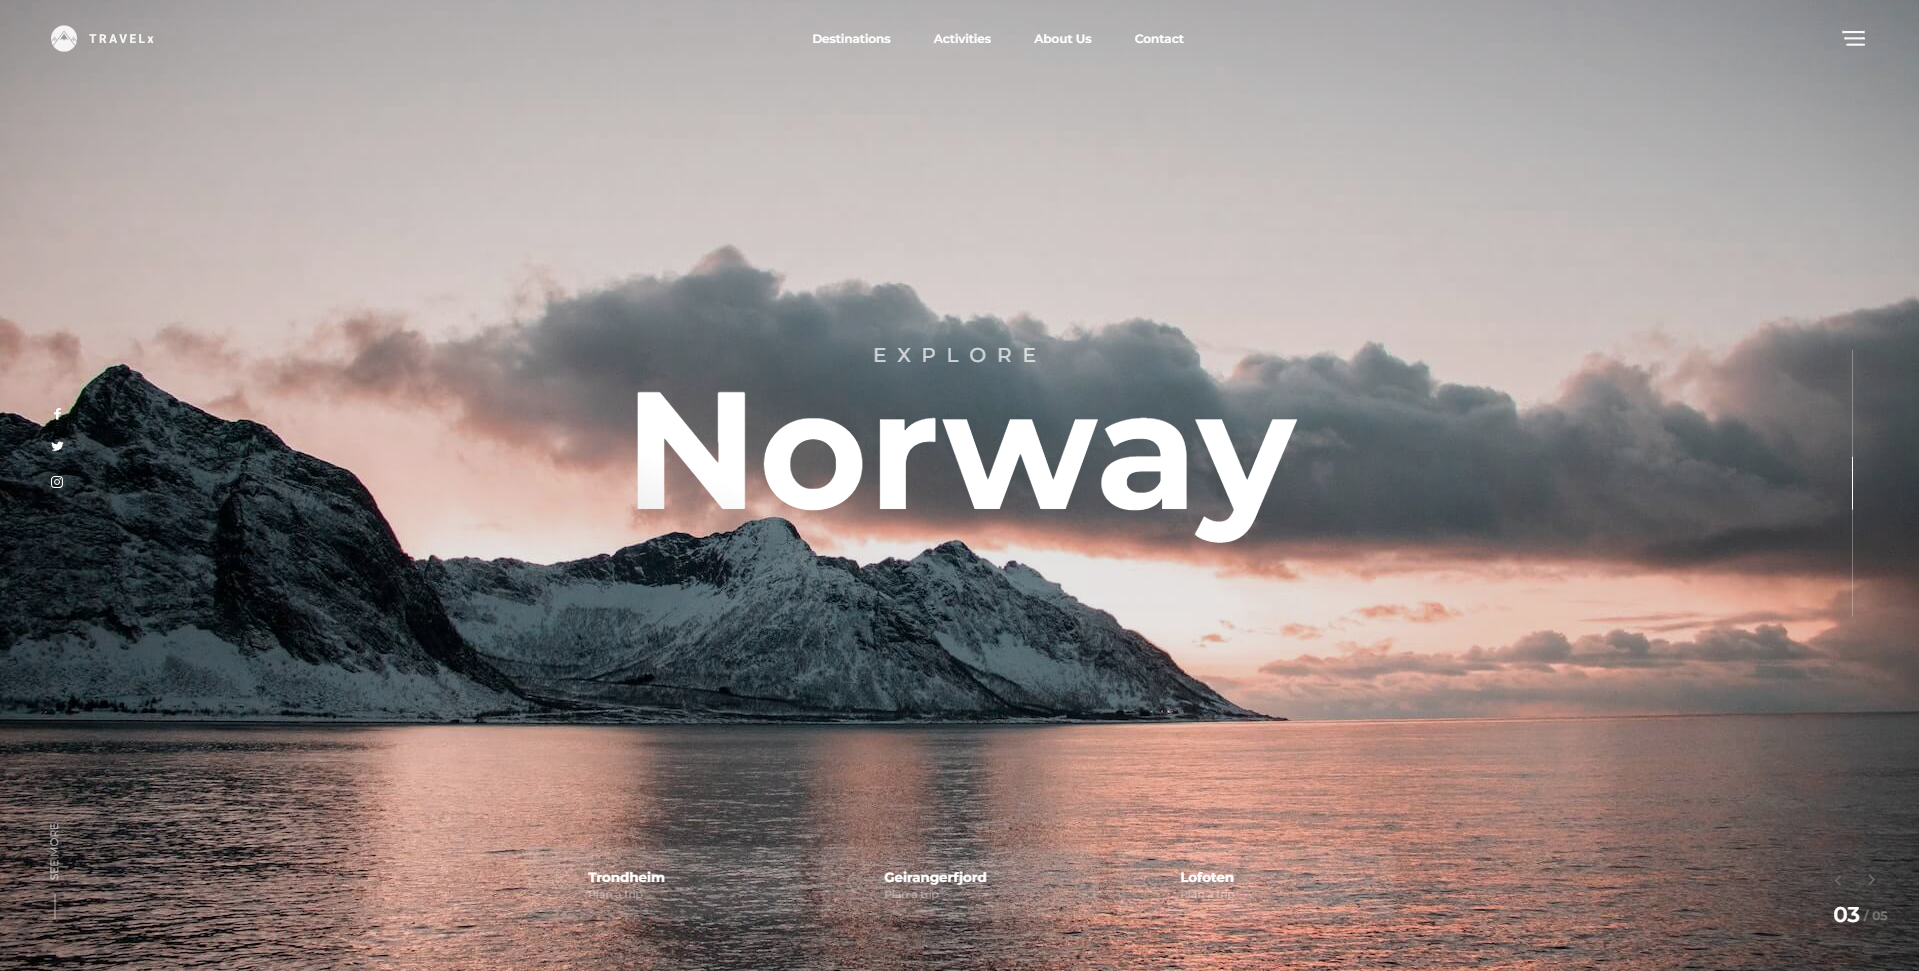 TRAVELx
Destinations Activities About Us Contact
EXPLORE
Norway
SEE MORE
Trondheim
Plan a trip
Geirangerfjord
Plan a trip
Lofoten
Plan a trip
03 / 05